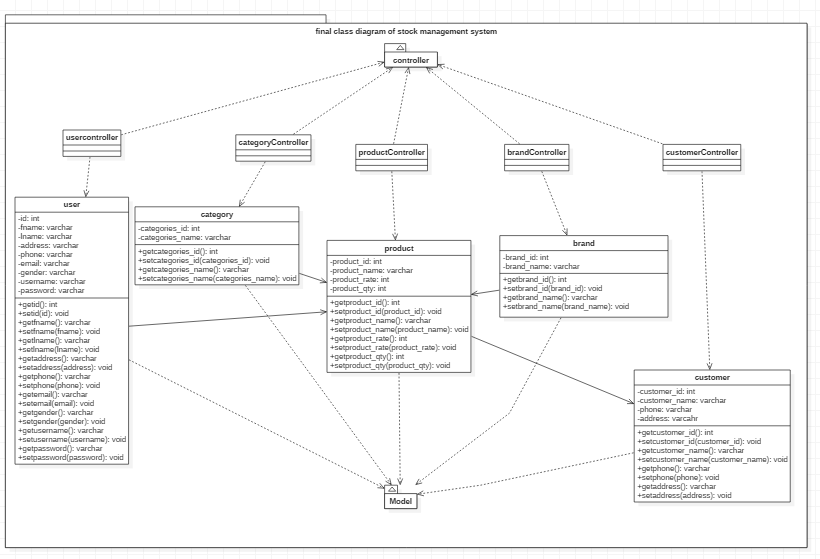 final class diagram of stock management system
controller
usercontroller
categoryController
productController
brandController
customerController
user
-id: int
-fname: varchar
-lname: varchar
-address: varchar
-phone: varchar
-email: varchar
-gender: varchar
-username: varchar
-password: varchar
+getid(): int
+setid(id): void
+getfname(): varchar
+setfname(fname): void
+getlname(): varchar
+setlname(lname): void
+getaddress(): varchar
+setaddress(address): void
+getphone(): varchar
+setphone(phone): void
+getemail(): varchar
+setemail(email): void
+getgender(): varchar
+setgender(gender): void
+getusername(): varchar
+setusername(username): void
+getpassword(): varchar
+setpassword(password): void
category
-categories_id: int
-categories_name: varchar
+getcategories_id(): int
+setcategories_id(categories_id): void
+getcategories_name(): varchar
+setcategories_name(categories_name): void
product
-product_id: int
-product_name: varchar
-product_rate: int
-product_qty: int
+getproduct_id(): int
+setproduct_id(product_id): void
+getproduct_name(): varchar
+setproduct_name(product_name): void
+getproduct_rate(): int
+setproduct_rate(product_rate): void
+getproduct_qty(): int
+setproduct_qty(product_qty): void
brand
-brand_id: int
-brand_name: varchar
+getbrand_id(): int
+setbrand_id(brand_id): void
+getbrand_name(): varchar
+setbrand_name(brand_name): void
customer
-customer_id: int
-customer_name: varchar
-phone: varchar
-address: varcahr
+getcustomer_id(): int
+setcustomer_id(customer_id): void
+getcustomer_name(): varchar
+setcustomer_name(customer_name): void
+getphone(): varchar
+setphone(phone): void
+getaddress(): varchar
+setaddress(address): void
Model